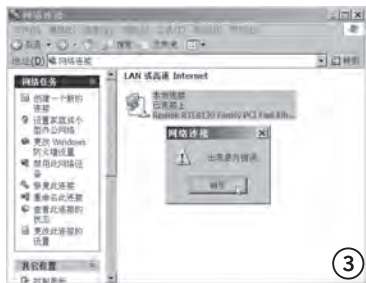 网络连接
地址(D) 网络连接
转到
网络任务
创建一个新的
连接
设置家庭或小
型办公网络
更改 Windows
防火墙设置
禁用此网络设
备
修复此连接
重命名此连接
查看此连接的
状态
更改此连接的
设置
其它位置
控制面板
LAN 或高速 Internet
本地连接
已连接上
Realtek RTL8139 Family PCI Fast Eth...
网络连接
出现意外错误。
确定
③